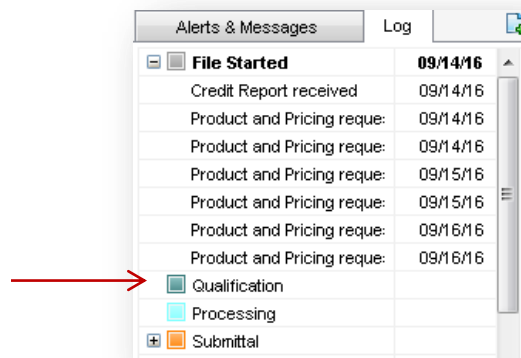 Alerts & Messages Log
File Started 09/14/16
Credit Report received 09/14/16
Product and Pricing reque: 09/14/16
Product and Pricing reque: 09/14/16
Product and Pricing reque: 09/15/16
Product and Pricing reque: 09/15/16
Product and Pricing reque: 09/16/16
Product and Pricing reque: 09/16/16
Qualification
Processing
Submittal